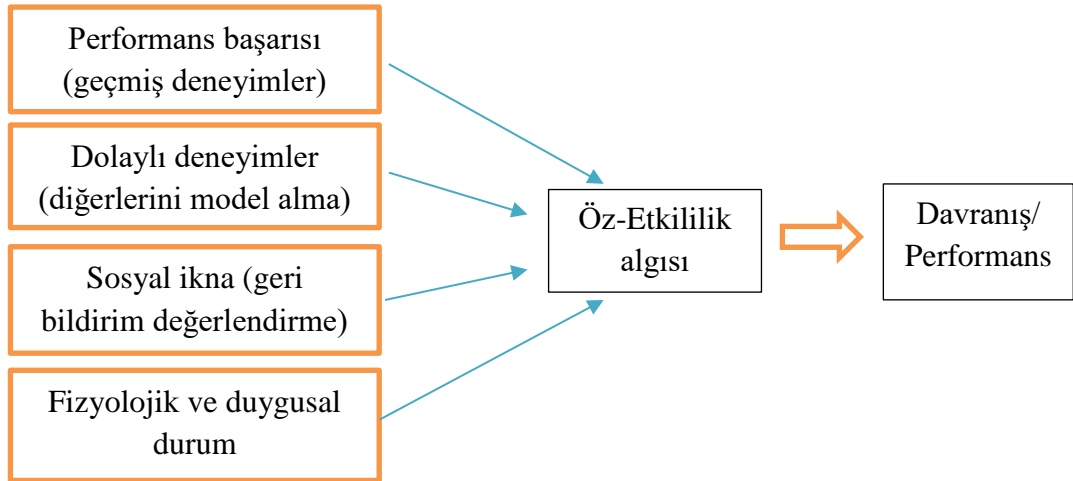 Performans başarısı
(geçmiş deneyimler)
Dolaylı deneyimler
(diğerlerini model alma)
Sosyal ikna (geri
bildirim değerlendirme)
Fizyolojik ve duygusal
durum
Öz-Etkililik
algısı
Davranış/
Performans